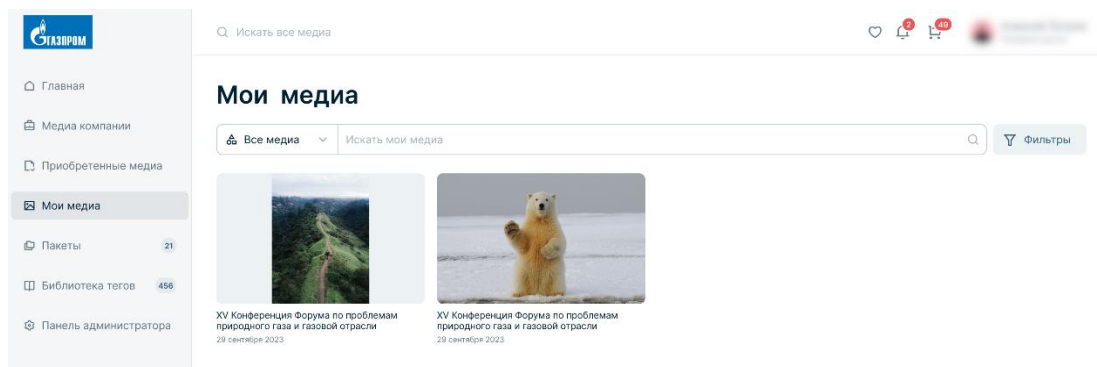 ГАЗПРОМ
Искать все медиа
2
49
Главная
Медиа компании
Приобретенные медиа
Мои медиа
Пакеты 21
Библиотека тегов 456
Панель администратора
Мои медиа
Все медиа
Искать мои медиа
Фильтры
XV Конференция Форума по проблемам
природного газа и газовой отрасли
29 сентября 2023
XV Конференция Форума по проблемам
природного газа и газовой отрасли
29 сентября 2023